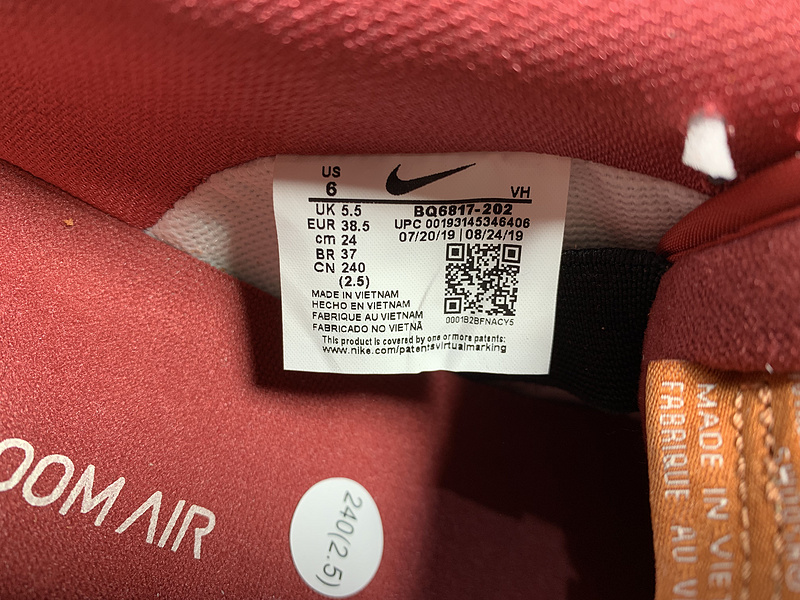 US
6
VH
UK 5.5
EUR 38.5
cm 24
BR 37
CN 240
(2.5)
BQ6817-202
UPC 00193145346406
07/20/19 | 08/24/19
0001B2BFNACY5
MADE IN VIETNAM
HECHO EN VIETNAM
FABRIQUE AU VIETNAM
FABRICADO NO VIETNÃ
This product is covered by one or more patents:
www.nike.com/patentsvirtualmarking
OOM AIR
240(2.5)
MADE IN VIE
FABRIQUE AU V